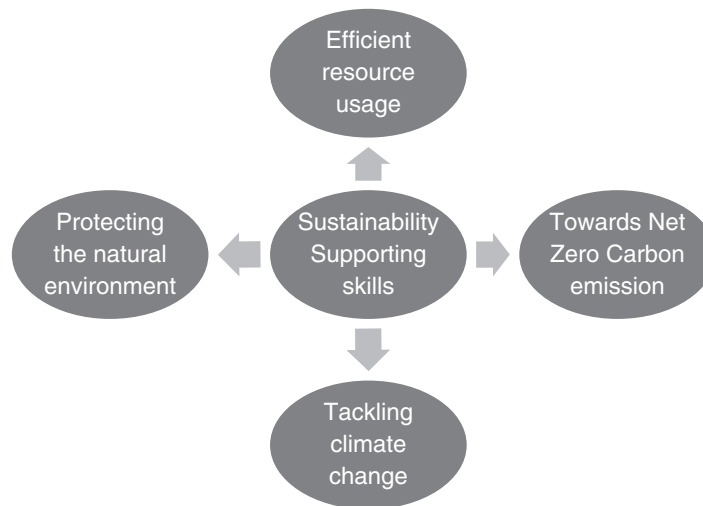 Efficient
resource
usage
Protecting
the natural
environment
Sustainability
Supporting
skills
Towards Net
Zero Carbon
emission
Tackling
climate
change